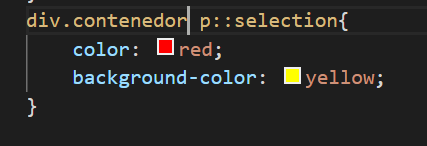 div.contenedor p::selection{
color: red;
background-color: yellow;
}